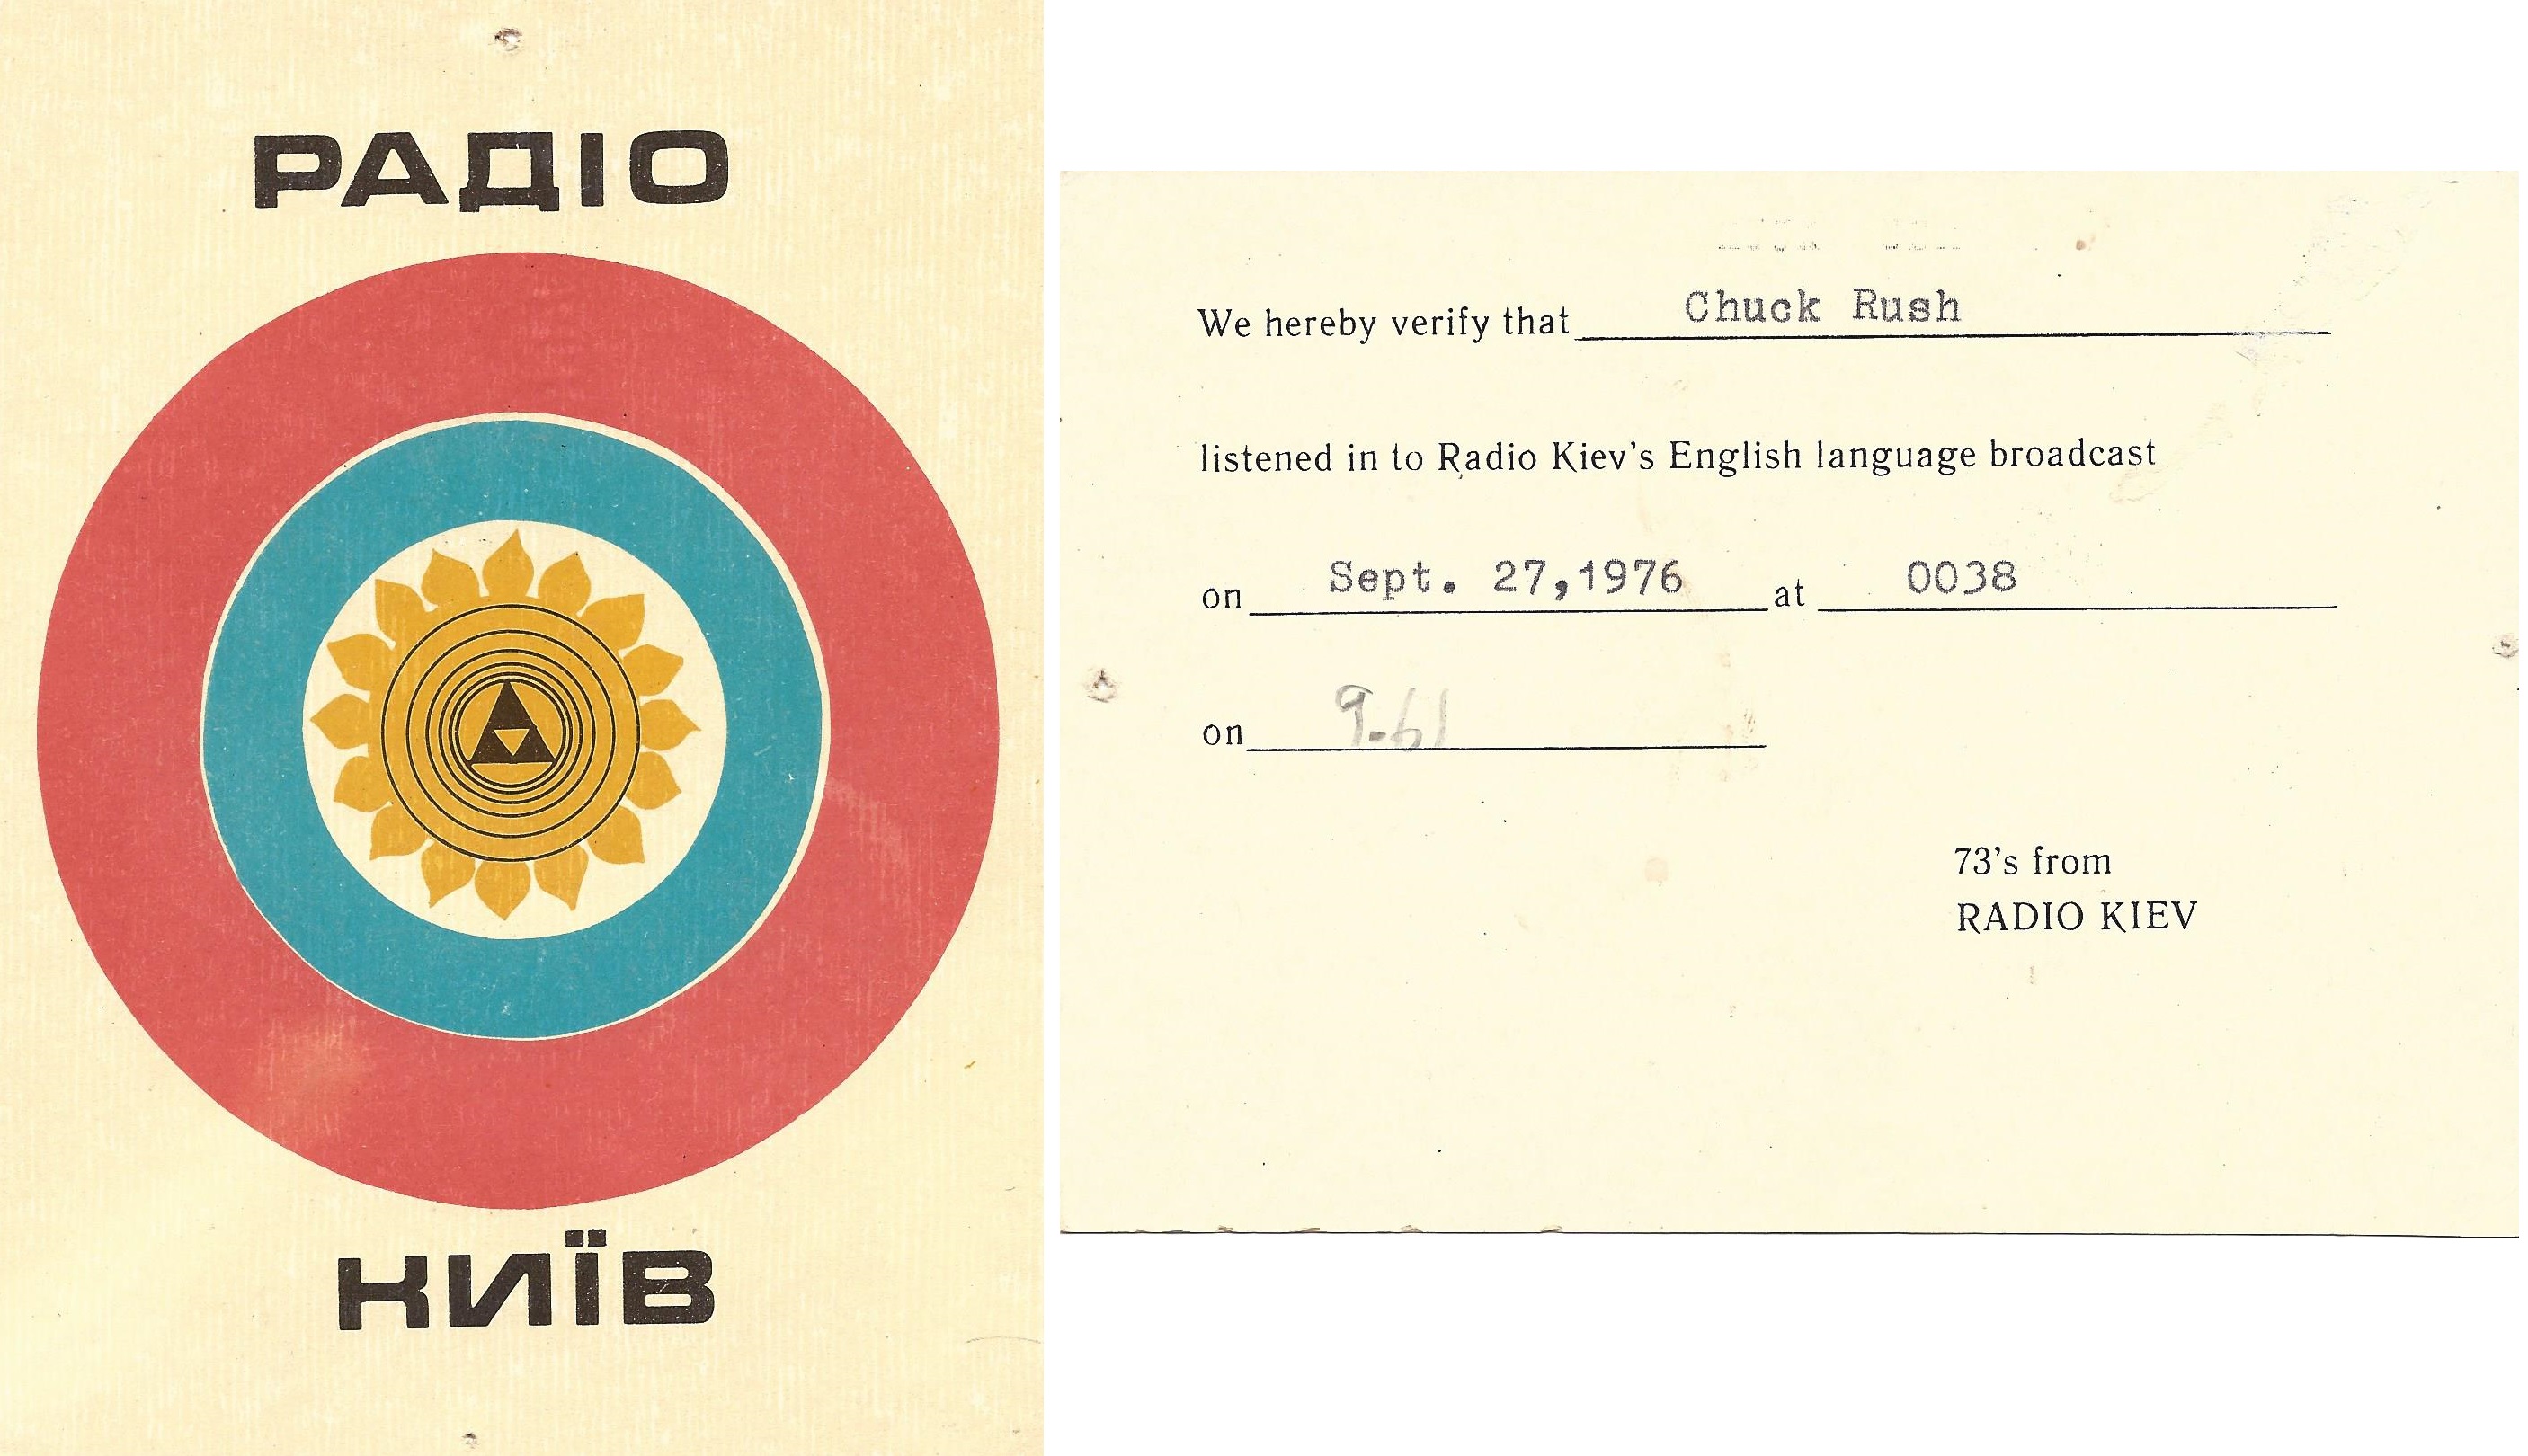 РАДІО
КИЇВ
We hereby verify that Chuck Rush
listened in to Radio Kiev's English language broadcast
on Sept. 27,1976 at 0038
on 9.61
73's from
RADIO KIEV